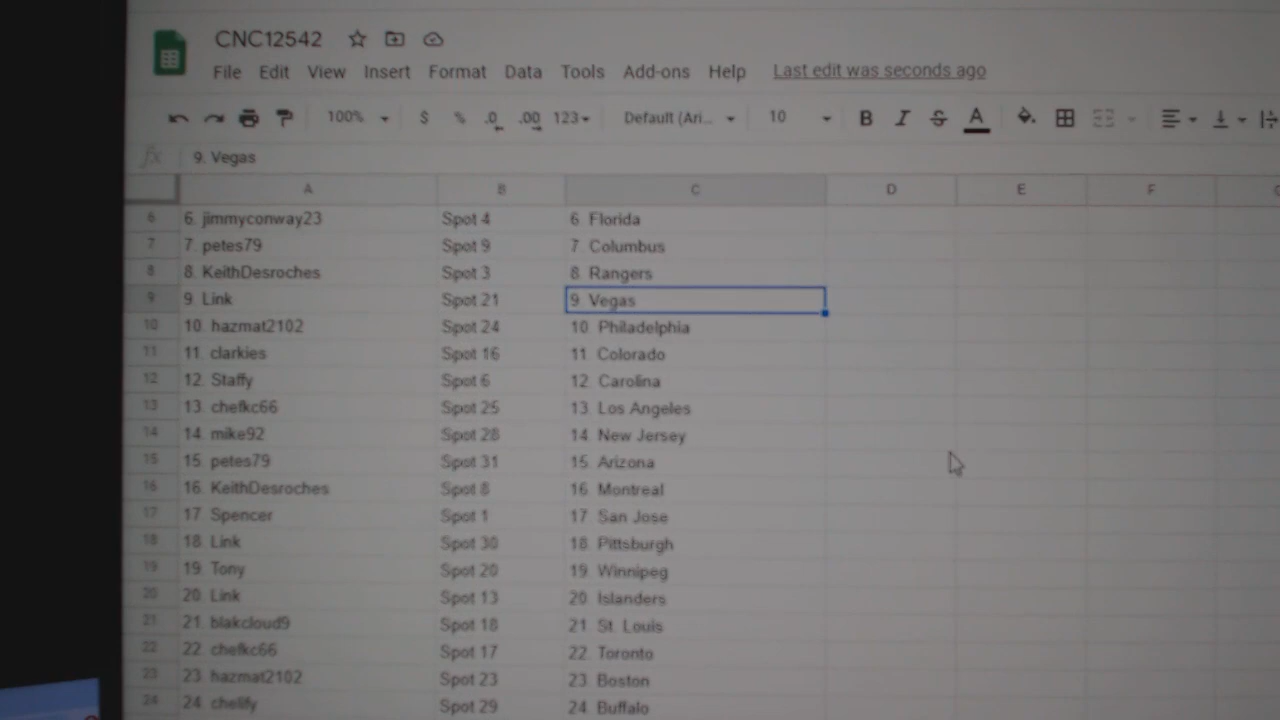 CNC12542
File Edit View Insert Format Data Tools Add-ons Help Last edit was seconds ago
100% $ % .0 .00 123 Default (Ari... 10 B I S A
fx 9. Vegas
A B C D E F
6 6. jimmyconway23 Spot 4 6. Florida
7 7. petes79 Spot 9 7. Columbus
8 8. KeithDesroches Spot 3 8. Rangers
9 9. Link Spot 21 9. Vegas
10 10. hazmat2102 Spot 24 10. Philadelphia
11 11. clarkies Spot 16 11. Colorado
12 12. Staffy Spot 6 12. Carolina
13 13. chefkc66 Spot 25 13. Los Angeles
14 14. mike92 Spot 28 14. New Jersey
15 15. petes79 Spot 31 15. Arizona
16 16. KeithDesroches Spot 8 16. Montreal
17 17. Spencer Spot 1 17. San Jose
18 18. Link Spot 30 18. Pittsburgh
19 19. Tony Spot 20 19. Winnipeg
20 20. Link Spot 13 20. Islanders
21 21. blakcloud9 Spot 18 21. St. Louis
22 22. chefkc66 Spot 17 22. Toronto
23 23. hazmat2102 Spot 23 23. Boston
24 24. chelify Spot 29 24. Buffalo